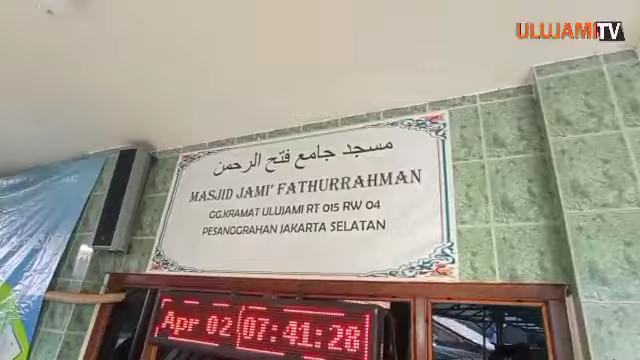 ULUJAMI TV
مسجد جامع فتح الرحمن
MASJID JAMI' FATHURRAHMAN
GG.KRAMAT ULUJAMI RT 015 RW 04
PESANGGRAHAN JAKARTA SELATAN
Apr 02 07:41:28